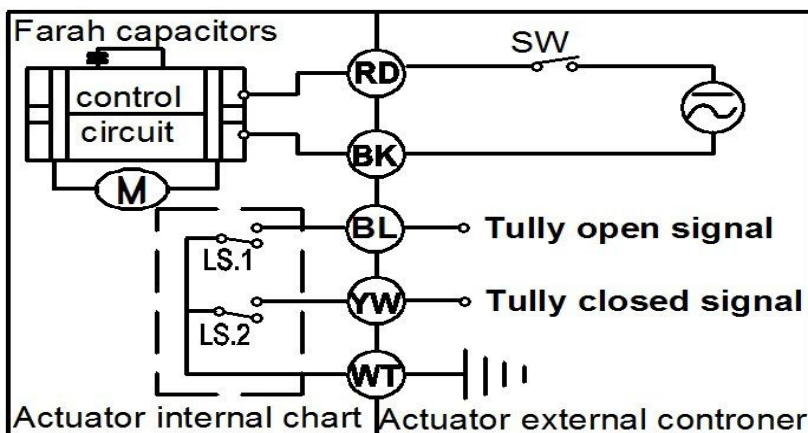 Farah capacitors
SW
RD
control
circuit
BK
M
BL
Tully open signal
LS.1
YW
Tully closed signal
LS.2
WT
Actuator internal chart
Actuator external controner